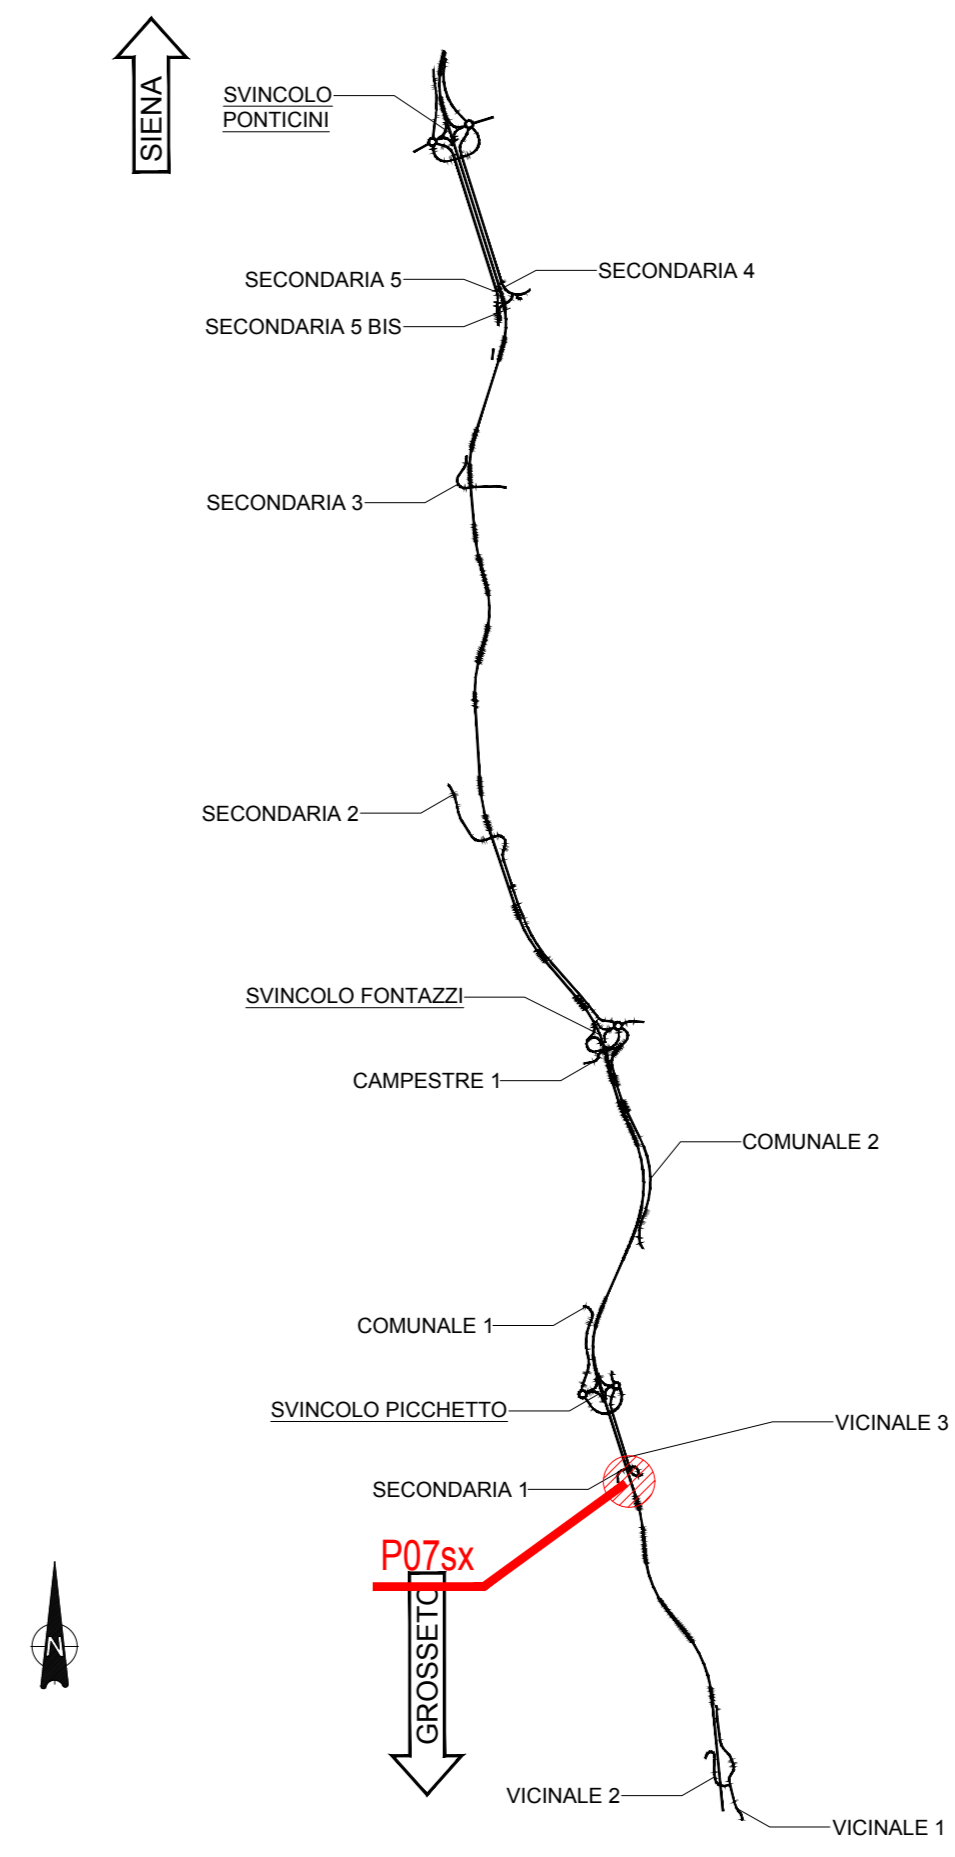 SIENA
SVINCOLO
PONTICINI
SECONDARIA 5
SECONDARIA 4
SECONDARIA 5 BIS
SECONDARIA 3
SECONDARIA 2
SVINCOLO FONTAZZI
CAMPESTRE 1
COMUNALE 2
COMUNALE 1
SVINCOLO PICCHETTO
VICINALE 3
SECONDARIA 1
P07sx
GROSSETO
N
VICINALE 2
VICINALE 1